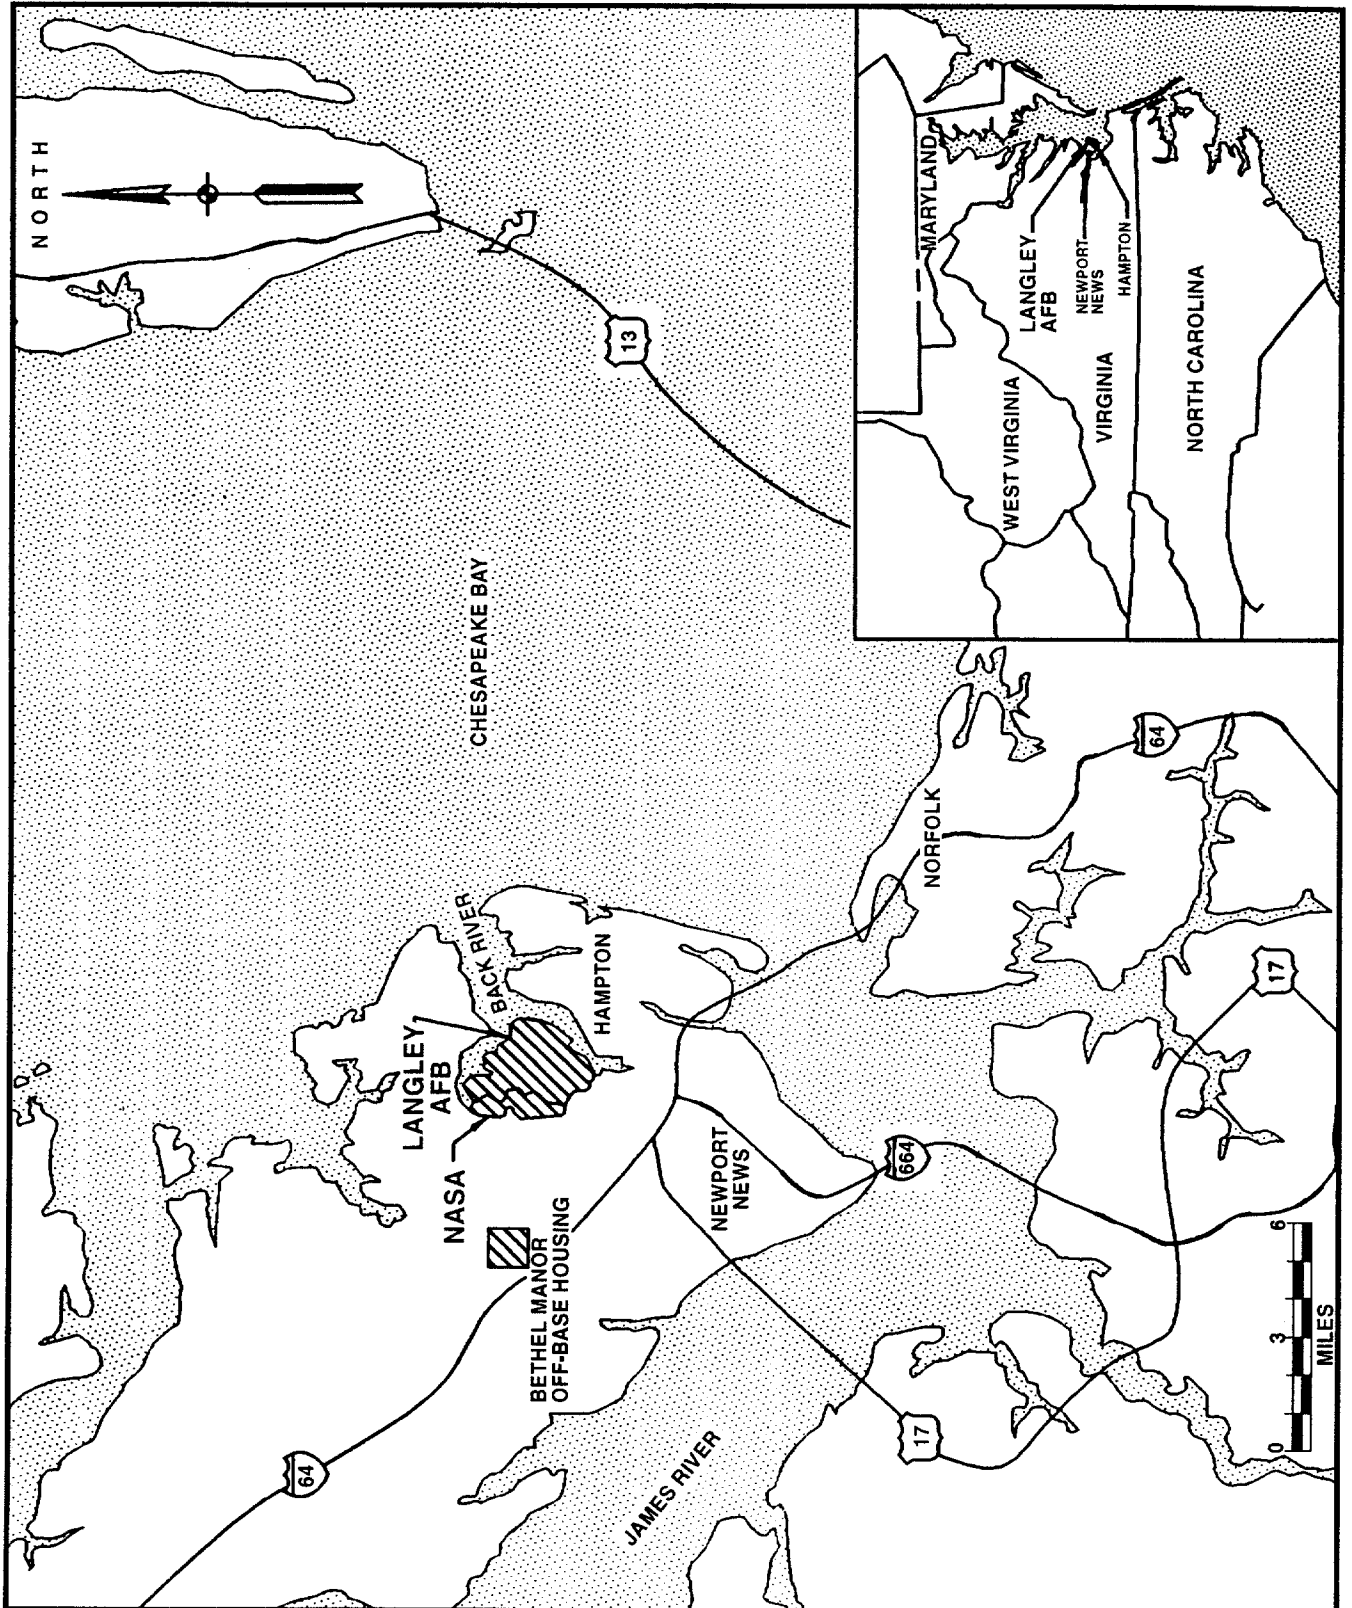 NORTH
13
CHESAPEAKE BAY
BACK RIVER
LANGLEY
AFB
NASA
HAMPTON
BETHEL MANOR
OFF-BASE HOUSING
NEWPORT
NEWS
NORFOLK
JAMES RIVER
64
64
664
17
17
0
3
6
MILES
MARYLAND
LANGLEY
AFB
NEWPORT
NEWS
HAMPTON
WEST VIRGINIA
VIRGINIA
NORTH CAROLINA